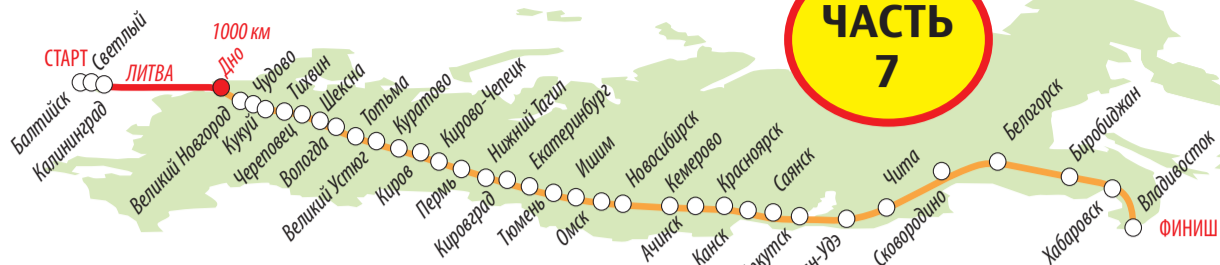 ЧАСТЬ
7
1000 км
СТАРТ
Светлый
ЛИТВА
Дно
Балтийск
Калининград
Великий Новгород
Чудово
Кукуй
Тихвин
Череповец
Шексна
Вологда
Тотьма
Великий Устюг
Куратово
Киров
Кирово-Чепецк
Пермь
Нижний Тагил
Кировград
Екатеринбург
Тюмень
Ишим
Омск
Новосибирск
Ачинск
Кемерово
Канск
Красноярск
Саянск
Чита
Сковородино
Белогорск
Биробиджан
Хабаровск
Владивосток
ФИНИШ